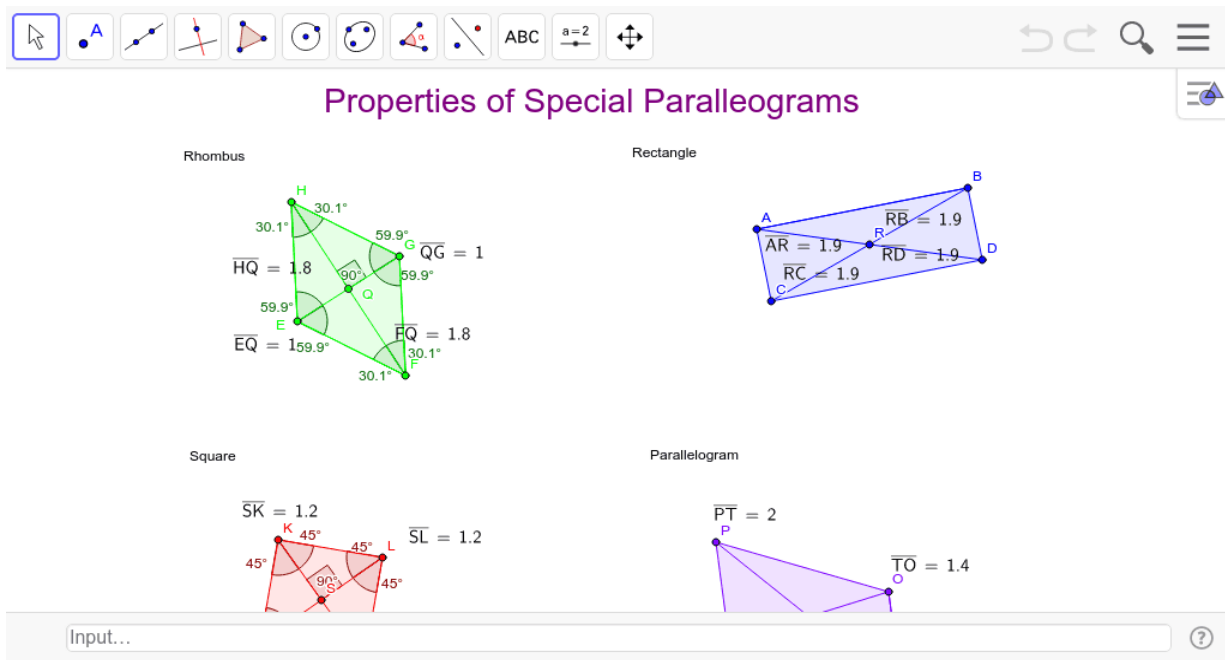 A
α
ABC
a=2
Properties of Special Paralleograms
Rhombus
Rectangle
H
30.1°
30.1°
59.9°
G
QG = 1
59.9°
HQ = 1.8
90°
Q
59.9°
E
EQ = 1
59.9°
FQ = 1.8
30.1°
F
30.1°
B
A
RB = 1.9
R
AR = 1.9
D
RD = 1.9
RC = 1.9
C
Square
Parallelogram
SK = 1.2
K
45°
SL = 1.2
45°
L
45°
45°
90°
S
PT = 2
P
TO = 1.4
O
Input...
?